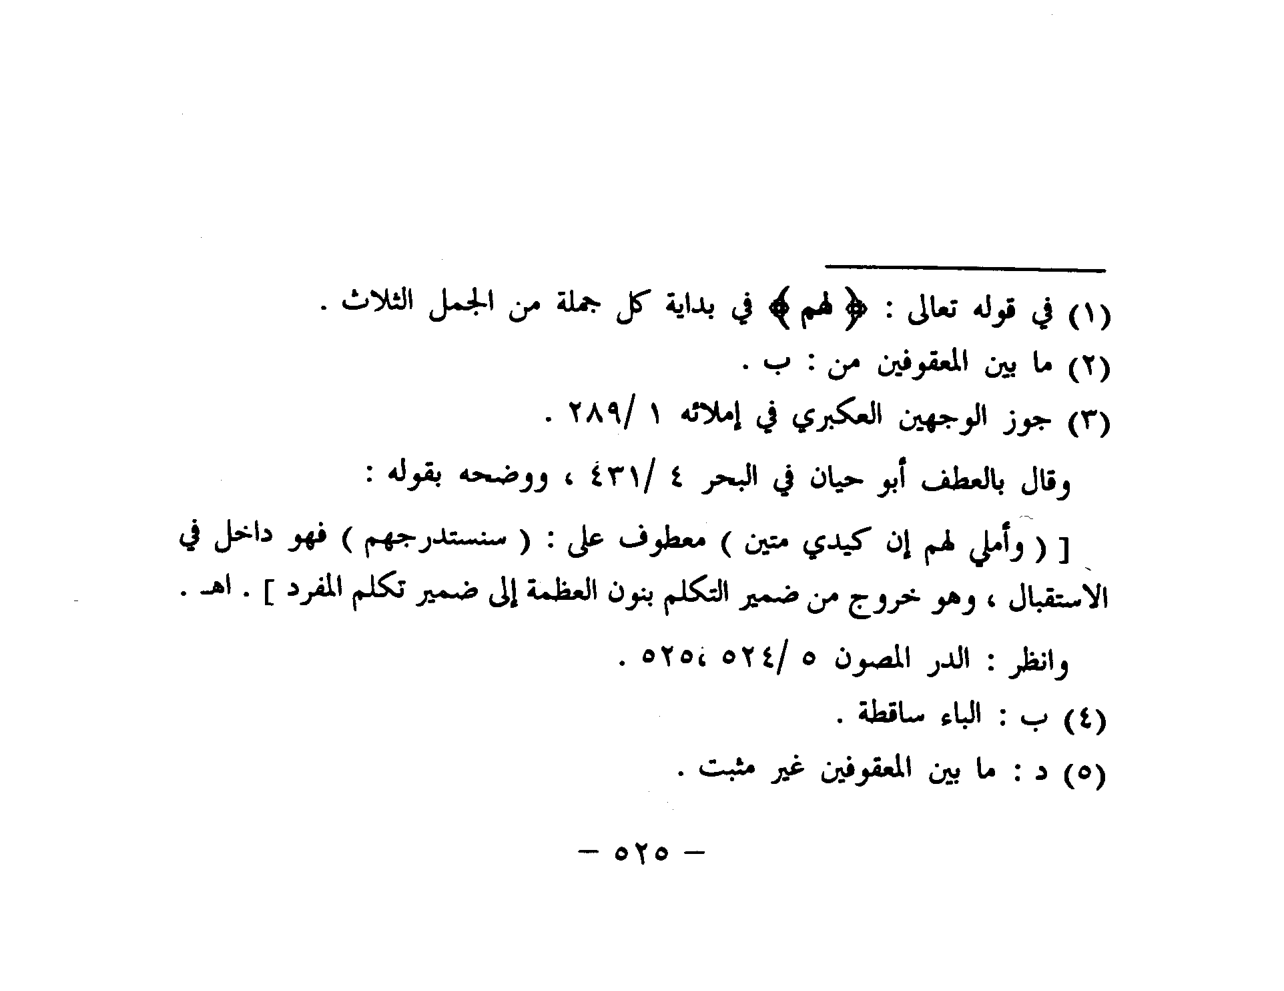 (١) في قوله تعالى : ﴿ لهم ﴾ في بداية كل جملة من الجمل الثلاث .
(٢) ما بين المعقوفين من : ب .
(٣) جوز الوجهين العكبري في إملائه ١ /٢٨٩ .
وقال بالعطف أبو حيان في البحر ٤ /٤٣١ ، ووضحه بقوله :
[ ( وأملي لهم إن كيدي متين ) معطوف على : ( سنستدرجهم ) فهو داخل في
الاستقبال ، وهو خروج من ضمير التكلم بنون العظمة إلى ضمير تكلم المفرد ] . اهـ .
وانظر : الدر المصون ٥ /٥٢٤ ،٥٢٥ .
(٤) ب : الباء ساقطة .
(٥) د : ما بين المعقوفين غير مثبت .
– ٥٢٥ –